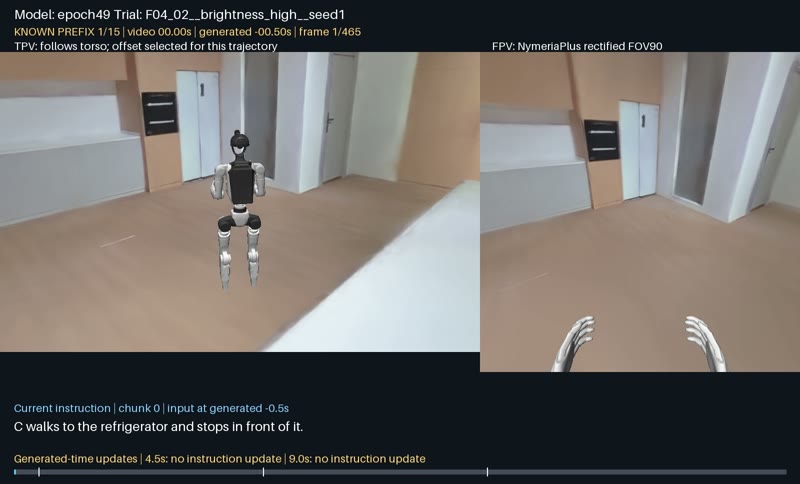 Model: epoch49 Trial: F04_02__brightness_high__seed1
KNOWN PREFIX 1/15 | video 00.00s | generated -00.50s | frame 1/465
TPV: follows torso; offset selected for this trajectory
FPV: NymeriaPlus rectified FOV90
Current instruction | chunk 0 | input at generated -0.5s
C walks to the refrigerator and stops in front of it.
Generated-time updates | 4.5s: no instruction update | 9.0s: no instruction update